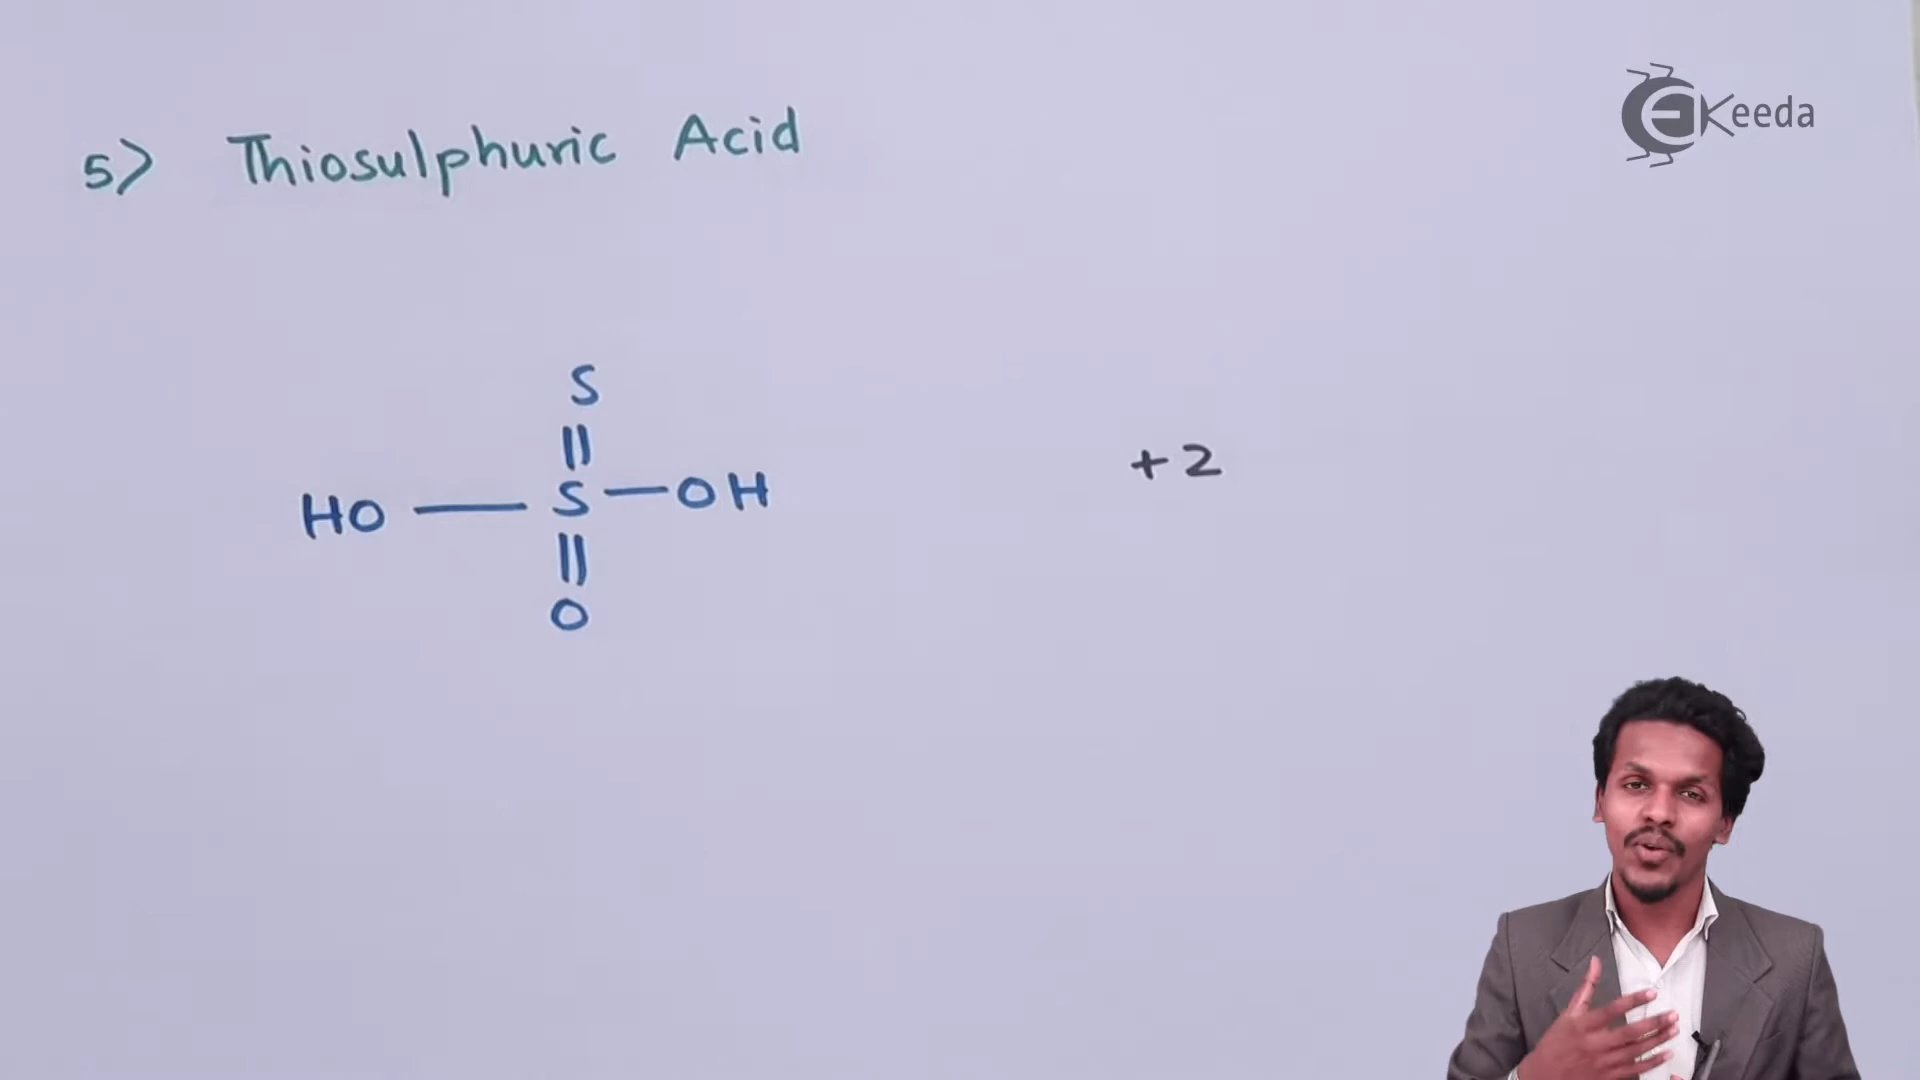 5> Thiosulphuric Acid
EKeeda
S
||
HO — S — OH
+2
||
O